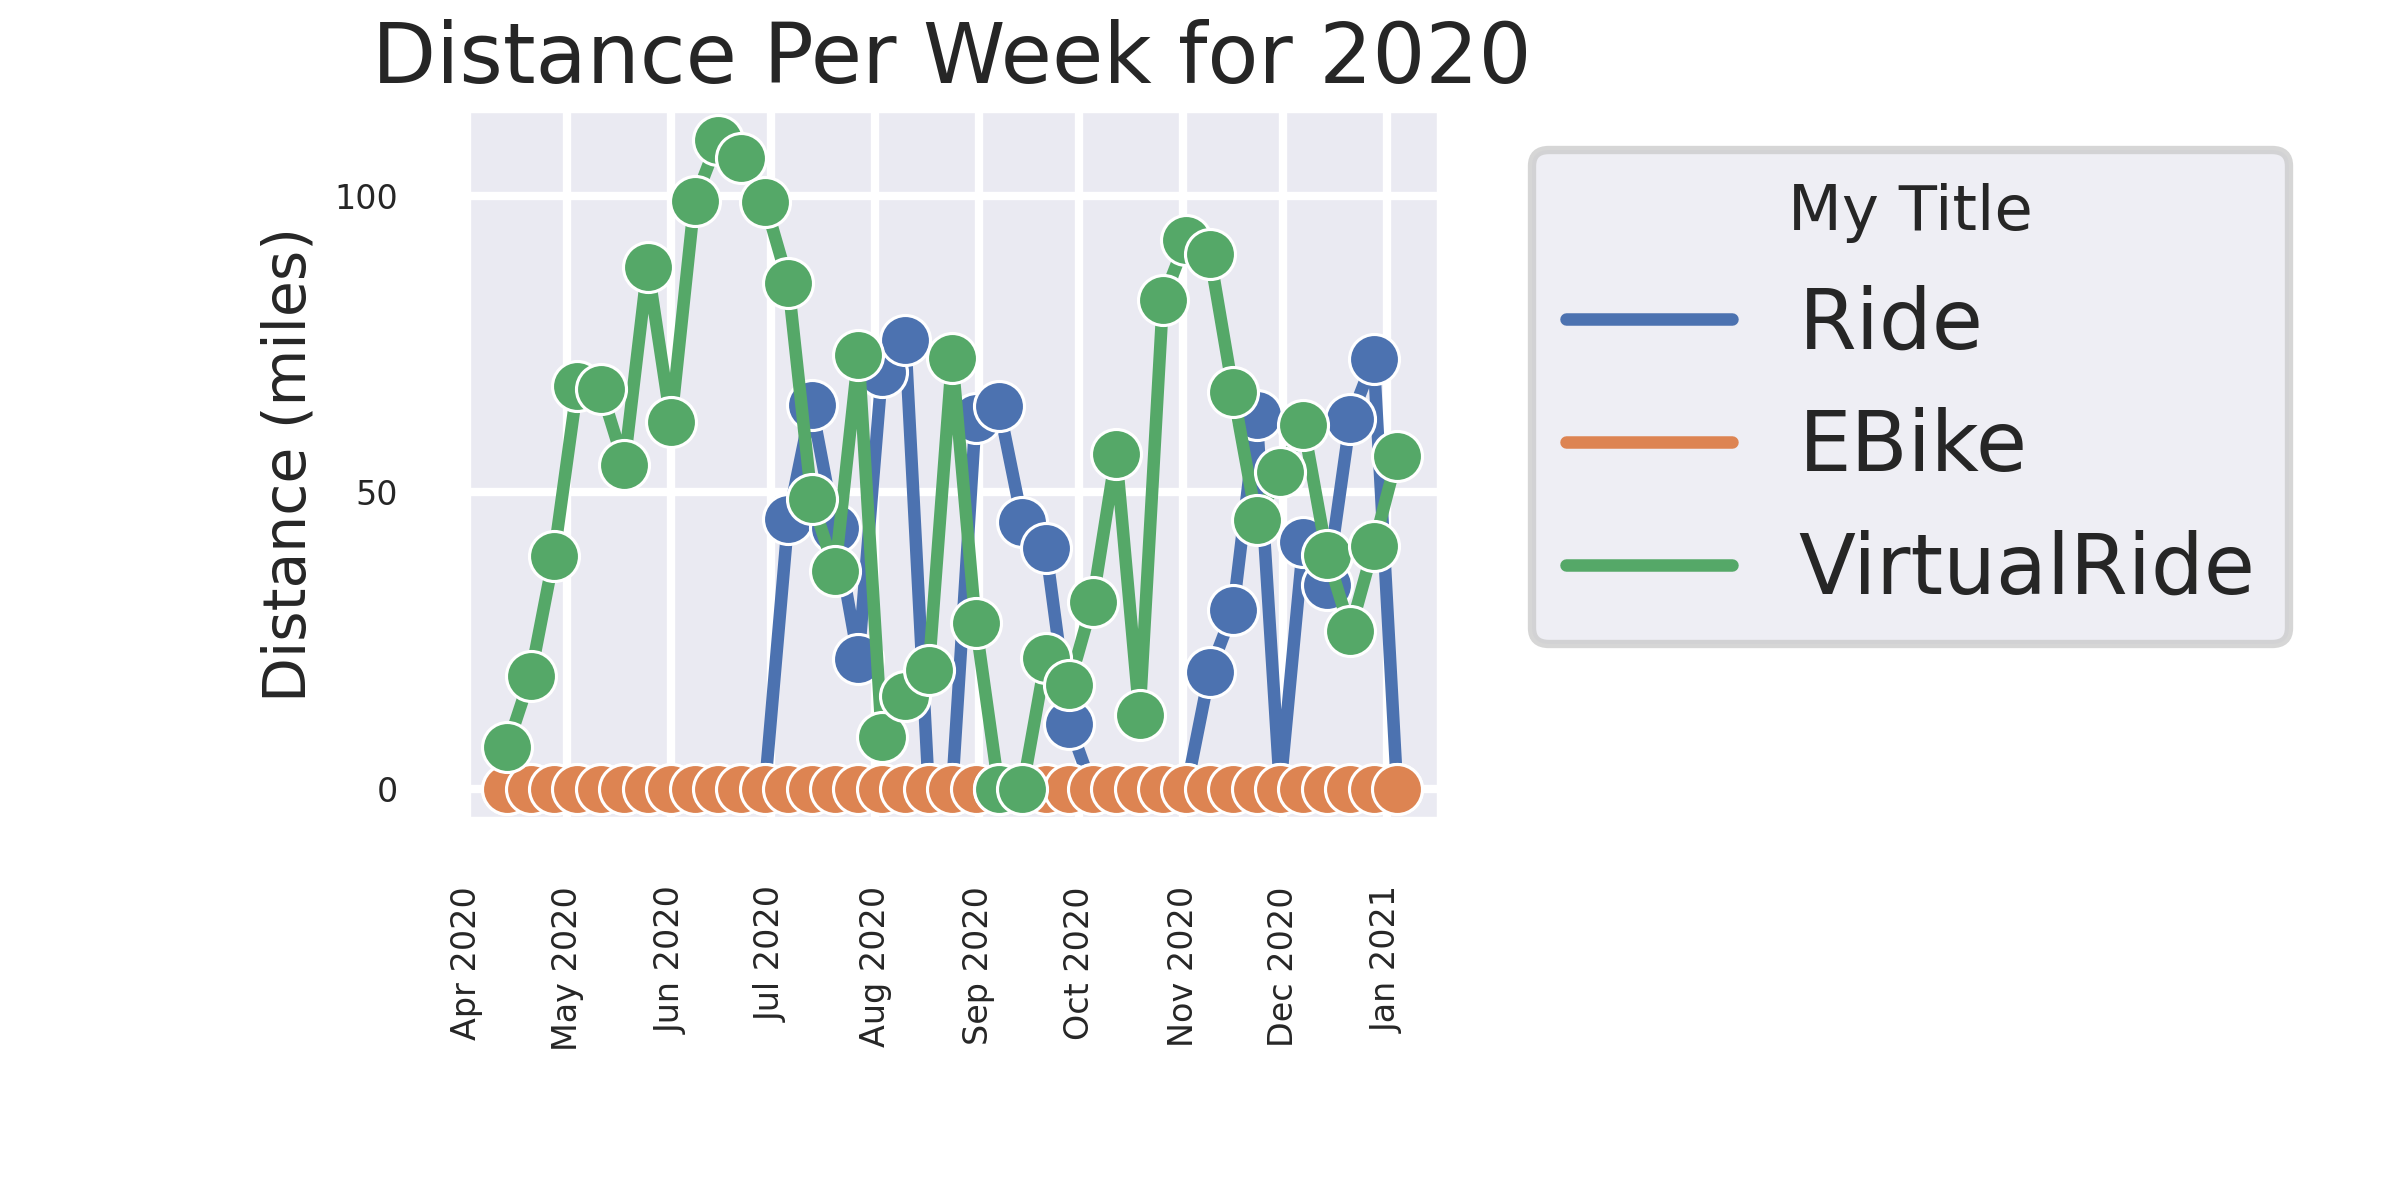 Distance Per Week for 2020
Distance (miles)
100
50
0
Apr 2020
May 2020
Jun 2020
Jul 2020
Aug 2020
Sep 2020
Oct 2020
Nov 2020
Dec 2020
Jan 2021
My Title
Ride
EBike
VirtualRide